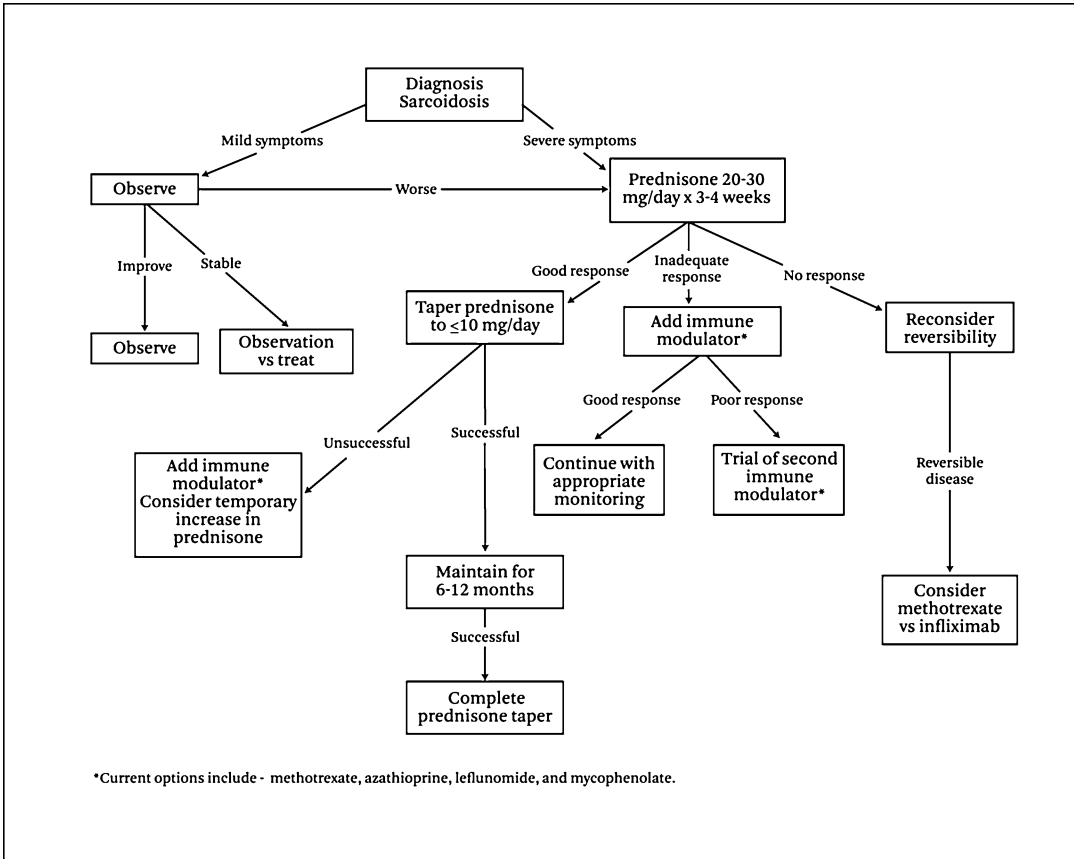 Diagnosis
Sarcoidosis
Mild symptoms
Severe symptoms
Observe
Worse
Prednisone 20-30
mg/day x 3-4 weeks
Improve
Stable
Good response
Inadequate
response
No response
Observe
Observation
vs treat
Taper prednisone
to ≤10 mg/day
Add immune
modulator*
Reconsider
reversibility
Unsuccessful
Successful
Good response
Poor response
Reversible
disease
Add immune
modulator*
Consider temporary
increase in
prednisone
Continue with
appropriate
monitoring
Trial of second
immune
modulator*
Maintain for
6-12 months
Consider
methotrexate
vs infliximab
Successful
Complete
prednisone taper
*Current options include - methotrexate, azathioprine, leflunomide, and mycophenolate.